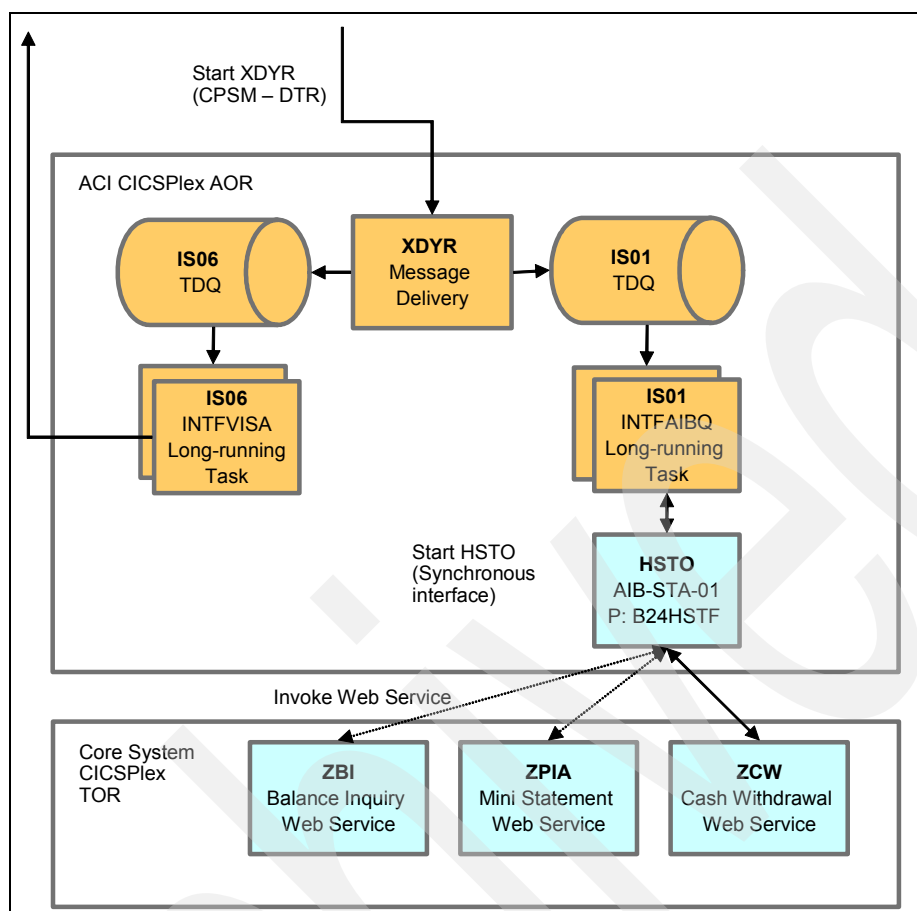 Start XDYR
(CPSM – DTR)
ACI CICSPlex AOR
IS06
TDQ
XDYR
Message
Delivery
IS01
TDQ
IS06
INTFVISA
Long-running
Task
IS01
INTFAIBQ
Long-running
Task
Start HSTO
(Synchronous
interface)
HSTO
AIB-STA-01
P: B24HSTF
Invoke Web Service
Core System
CICSPlex
TOR
ZBI
Balance Inquiry
Web Service
ZPIA
Mini Statement
Web Service
ZCW
Cash Withdrawal
Web Service